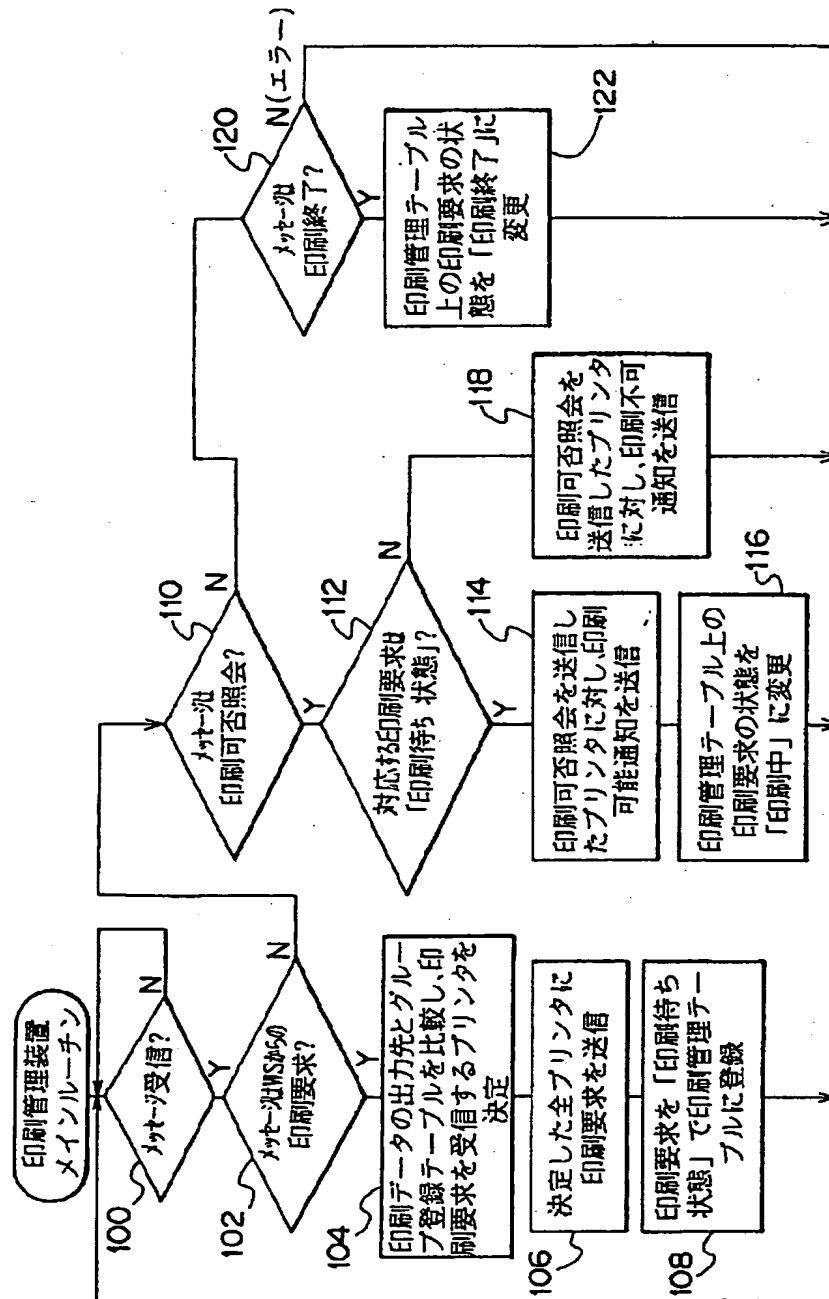 印刷管理装置
メインルーチン
100
メッセージ受信?
N
Y
102
メッセージはWSからの
印刷要求?
N
Y
104
印刷データの出力先とグルー
プ登録テーブルを比較し、印
刷要求を受信するプリンタを
決定
106
決定した全プリンタに
印刷要求を送信
108
印刷要求を「印刷待ち
状態」で印刷管理テー
ブルに登録
110
メッセージは
印刷可否照会?
N
Y
112
対応する印刷要求は
「印刷待ち状態」?
N
Y
114
印刷可否照会を送信し
たプリンタに対し、印刷
可能通知を送信
116
印刷管理テーブル上の
印刷要求の状態を
「印刷中」に変更
118
印刷可否照会を
送信したプリンタ
に対し、印刷不可
通知を送信
120
メッセージは
印刷終了?
N(エラー)
Y
122
印刷管理テーブル
上の印刷要求の状
態を「印刷終了」に
変更